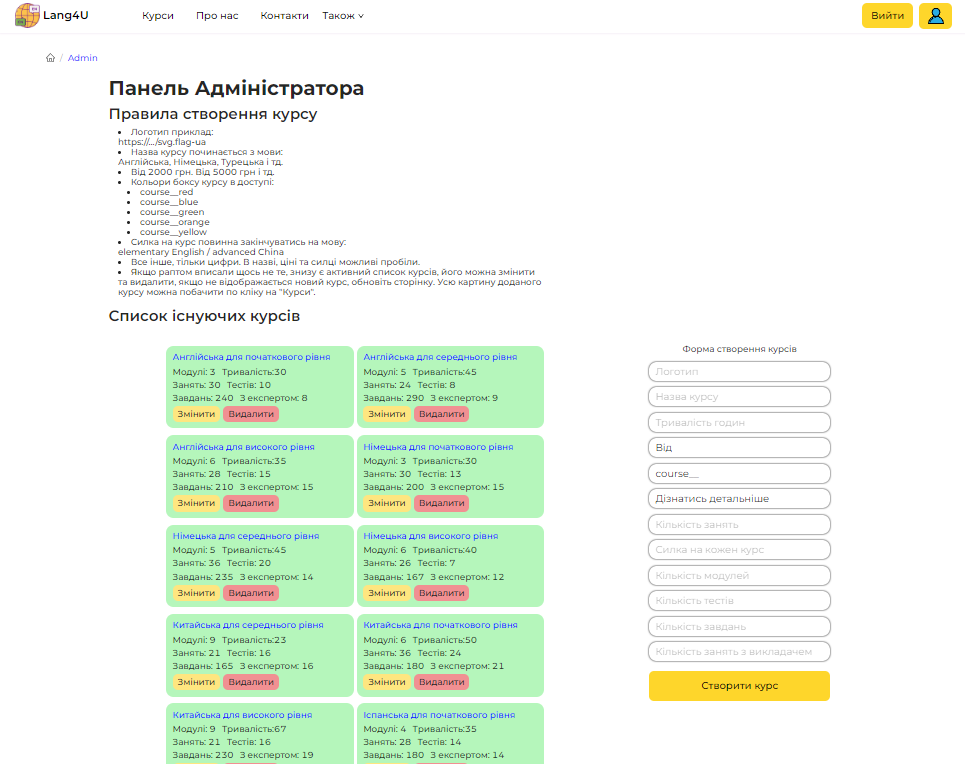 Lang4U
Курси
Про нас
Контакти
Також
Вийти
Admin
Панель Адміністратора
Правила створення курсу
Логотип приклад:
https://.../svg.flag-ua
Назва курсу починається з мови:
Англійська, Німецька, Турецька і тд.
Від 2000 грн. Від 5000 грн і тд.
Кольори боксу курсу в доступі:
course__red
course__blue
course__green
course__orange
course__yellow
Силка на курс повинна закінчуватись на мову:
elementary English / advanced China
Все інше, тільки цифри. В назві, ціні та силці можливі пробіли.
Якщо раптом вписали щось не те, знизу є активний список курсів, його можна змінити
та видалити, якщо не відображається новий курс, обновіть сторінку. Усю картину доданого
курсу можна побачити по кліку на "Курси".
Список існуючих курсів
Англійська для початкового рівня
Модулі: 3 Тривалість:30
Занять: 30 Тестів: 10
Завдань: 240 З експертом: 8
Змінити Видалити
Англійська для середнього рівня
Модулі: 5 Тривалість:45
Занять: 24 Тестів: 8
Завдань: 290 З експертом: 9
Змінити Видалити
Англійська для високого рівня
Модулі: 6 Тривалість:35
Занять: 28 Тестів: 15
Завдань: 210 З експертом: 15
Змінити Видалити
Німецька для початкового рівня
Модулі: 3 Тривалість:30
Занять: 30 Тестів: 13
Завдань: 200 З експертом: 15
Змінити Видалити
Німецька для середнього рівня
Модулі: 5 Тривалість:45
Занять: 36 Тестів: 20
Завдань: 235 З експертом: 14
Змінити Видалити
Німецька для високого рівня
Модулі: 6 Тривалість:40
Занять: 26 Тестів: 7
Завдань: 167 З експертом: 12
Змінити Видалити
Китайська для середнього рівня
Модулі: 9 Тривалість:23
Занять: 21 Тестів: 16
Завдань: 165 З експертом: 16
Змінити Видалити
Китайська для початкового рівня
Модулі: 6 Тривалість:50
Занять: 36 Тестів: 24
Завдань: 180 З експертом: 21
Змінити Видалити
Китайська для високого рівня
Модулі: 9 Тривалість:67
Занять: 21 Тестів: 16
Завдань: 230 З експертом: 19
Іспанська для початкового рівня
Модулі: 4 Тривалість:35
Занять: 28 Тестів: 14
Завдань: 180 З експертом: 14
Форма створення курсів
Логотип
Назва курсу
Тривалість годин
Від
course__
Дізнатись детальніше
Кількість занять
Силка на кожен курс
Кількість модулей
Кількість тестів
Кількість завдань
Кількість занять з викладачем
Створити курс